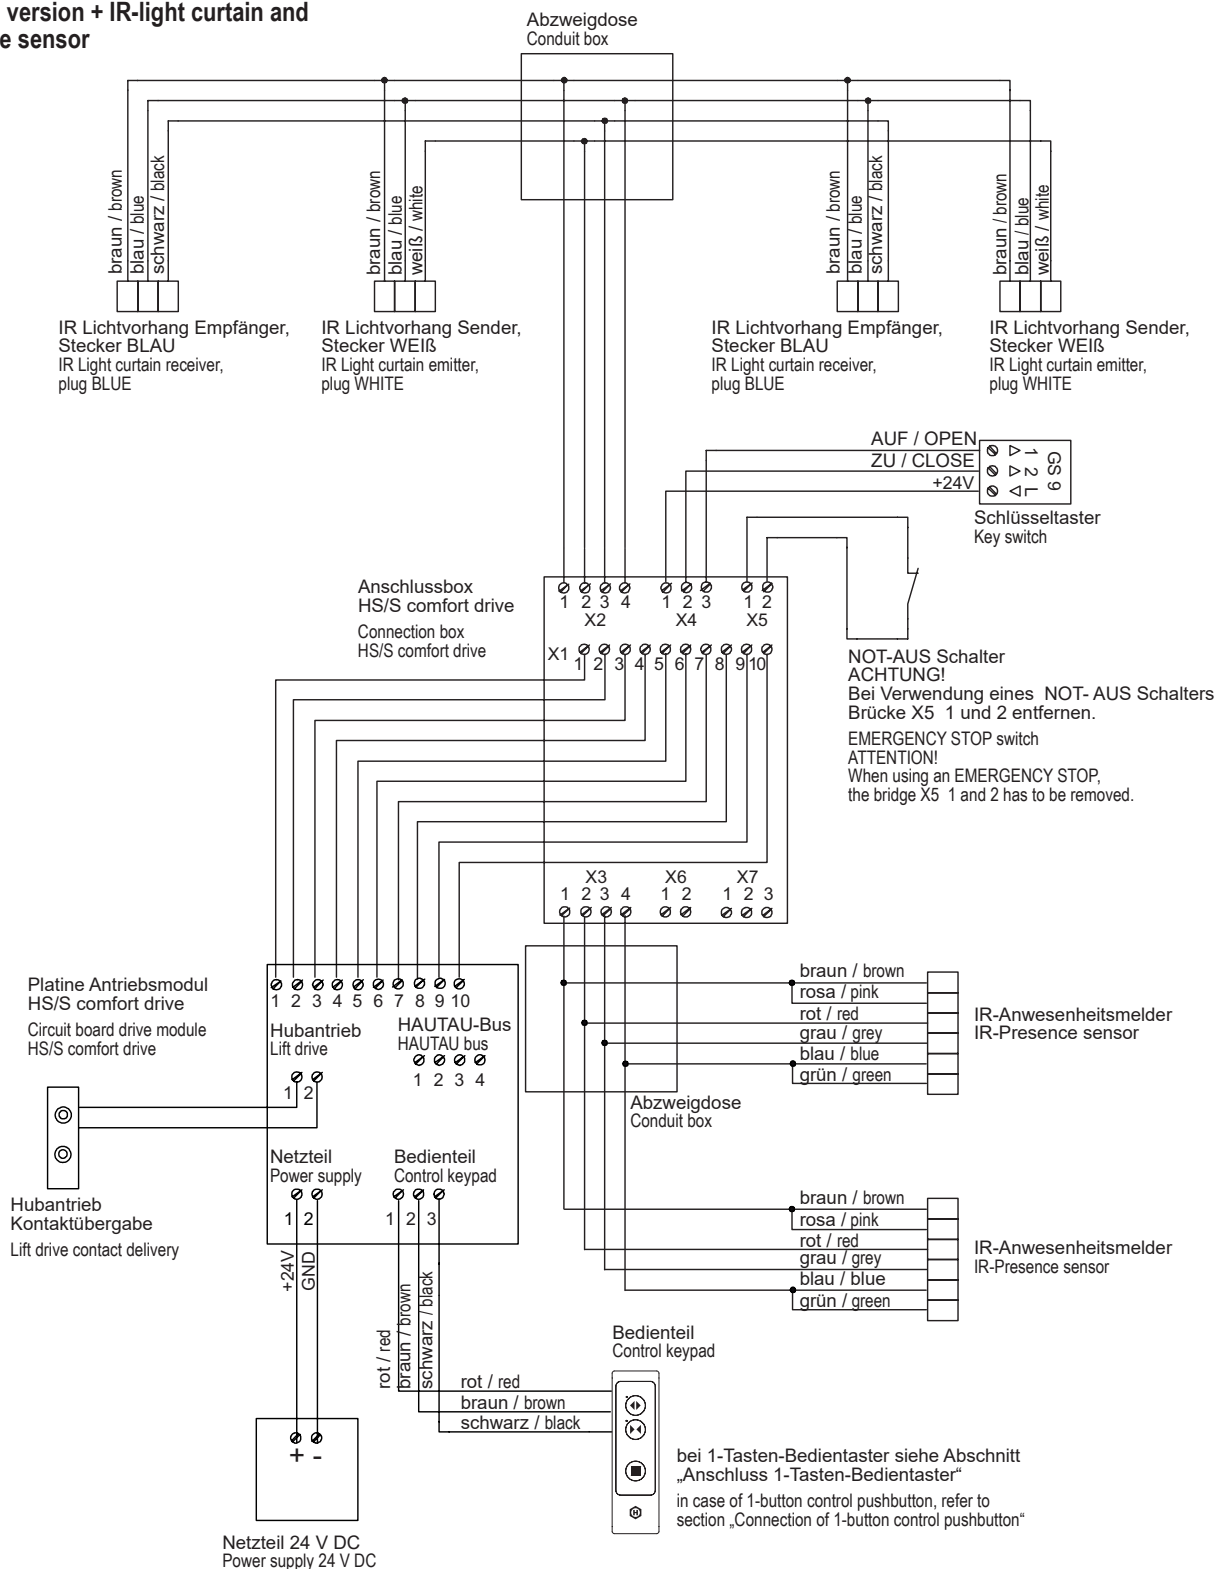 version + IR-light curtain and
e sensor
Abzweigdose
Conduit box
braun / brown
blau / blue
schwarz / black
braun / brown
blau / blue
weiß / white
braun / brown
blau / blue
schwarz / black
braun / brown
blau / blue
weiß / white
IR Lichtvorhang Empfänger,
Stecker BLAU
IR Light curtain receiver,
plug BLUE
IR Lichtvorhang Sender,
Stecker WEIß
IR Light curtain emitter,
plug WHITE
IR Lichtvorhang Empfänger,
Stecker BLAU
IR Light curtain receiver,
plug BLUE
IR Lichtvorhang Sender,
Stecker WEIß
IR Light curtain emitter,
plug WHITE
AUF / OPEN
ZU / CLOSE
+24V
1
2
L
GS 9
Schlüsseltaster
Key switch
Anschlussbox
HS/S comfort drive
Connection box
HS/S comfort drive
1 2 3 4
X2
1 2 3
X4
1 2
X5
X1
1 2 3 4 5 6 7 8 9 10
NOT-AUS Schalter
ACHTUNG!
Bei Verwendung eines NOT- AUS Schalters
Brücke X5 1 und 2 entfernen.
EMERGENCY STOP switch
ATTENTION!
When using an EMERGENCY STOP,
the bridge X5 1 and 2 has to be removed.
X3
1 2 3 4
X6
1 2
X7
1 2 3
Platine Antriebsmodul
HS/S comfort drive
Circuit board drive module
HS/S comfort drive
1 2 3 4 5 6 7 8 9 10
Hubantrieb
Lift drive
1 2
HAUTAU-Bus
HAUTAU bus
1 2 3 4
braun / brown
rosa / pink
rot / red
grau / grey
blau / blue
grün / green
IR-Anwesenheitsmelder
IR-Presence sensor
Abzweigdose
Conduit box
Netzteil
Power supply
1 2
Bedienteil
Control keypad
1 2 3
Hubantrieb
Kontaktübergabe
Lift drive contact delivery
+24V
GND
rot / red
braun / brown
schwarz / black
braun / brown
rosa / pink
rot / red
grau / grey
blau / blue
grün / green
IR-Anwesenheitsmelder
IR-Presence sensor
Bedienteil
Control keypad
rot / red
braun / brown
schwarz / black
H
bei 1-Tasten-Bedientaster siehe Abschnitt
„Anschluss 1-Tasten-Bedientaster“
in case of 1-button control pushbutton, refer to
section „Connection of 1-button control pushbutton“
+ -
Netzteil 24 V DC
Power supply 24 V DC